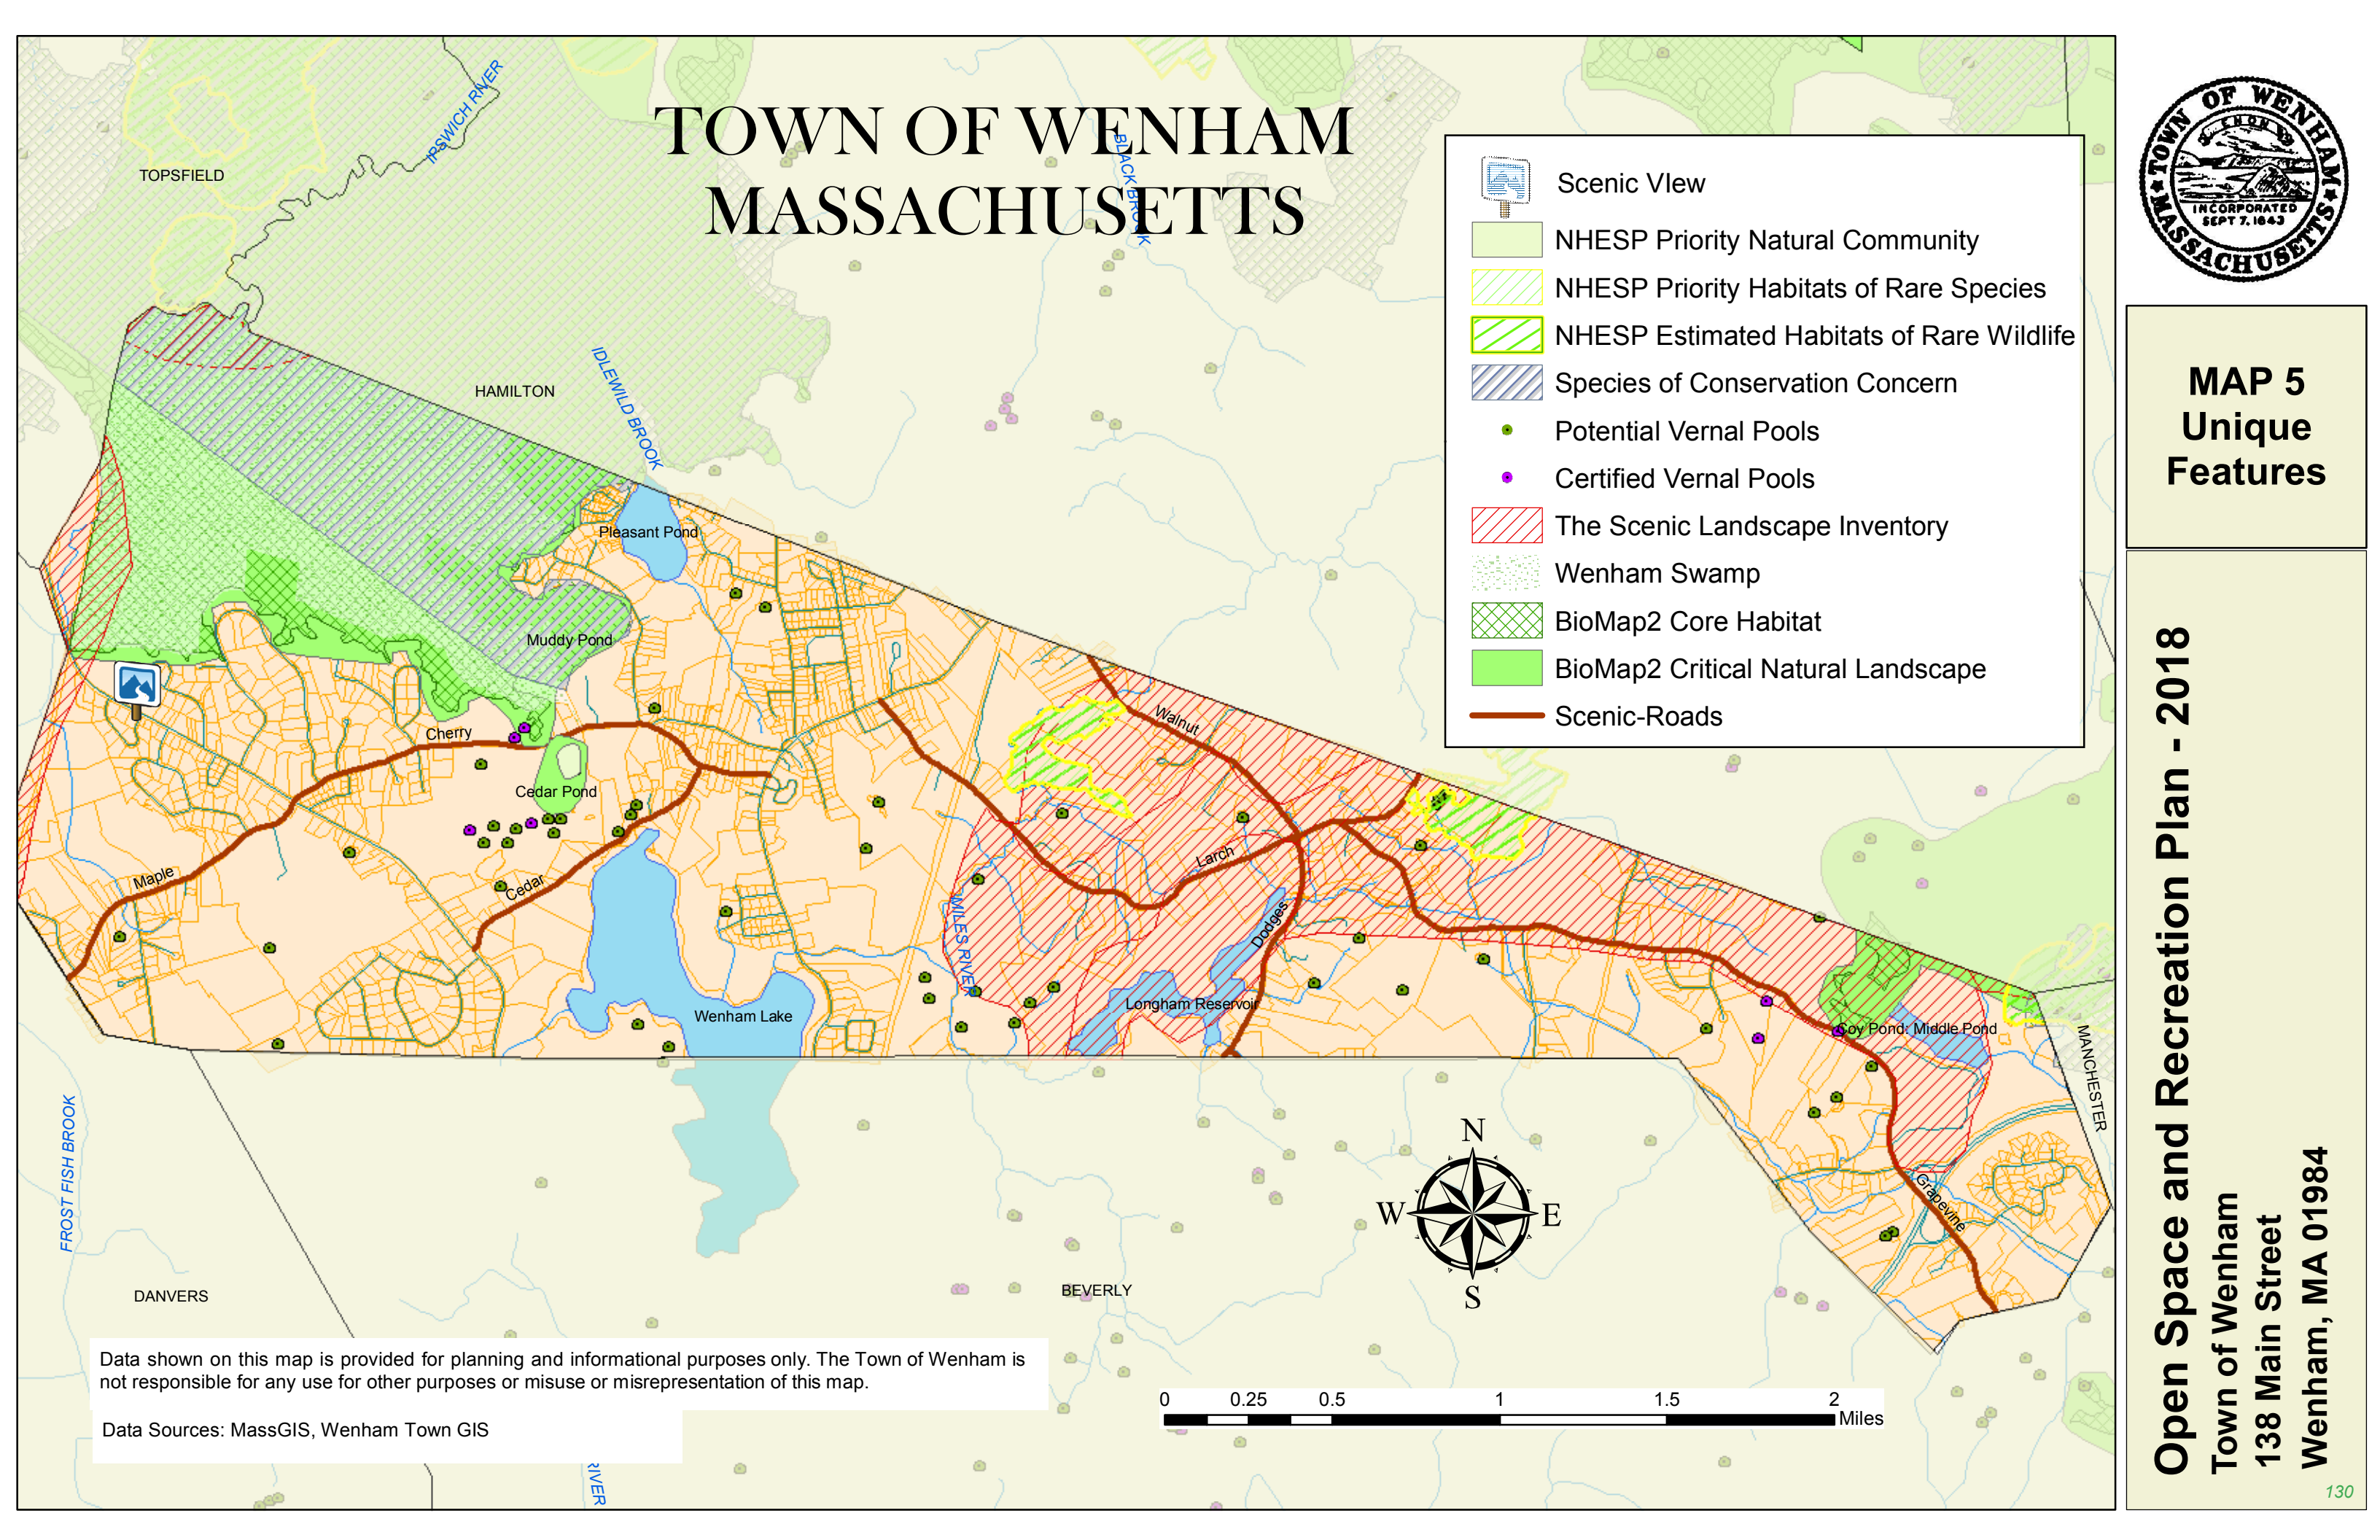 TOWN OF WENHAM
MASSACHUSETTS
TOPSFIELD
IPSWICH RIVER
BLACK BROOK
HAMILTON
IDLEWILD BROOK
Pleasant Pond
Muddy Pond
Cherry
Cedar Pond
Maple
Cedar
Wenham Lake
Walnut
Larch
Dodges
MILES RIVER
Longham Reservoir
Coy Pond: Middle Pond
MANCHESTER
Grapevine
FROST FISH BROOK
DANVERS
BEVERLY
RIVER
Scenic VIew
NHESP Priority Natural Community
NHESP Priority Habitats of Rare Species
NHESP Estimated Habitats of Rare Wildlife
Species of Conservation Concern
Potential Vernal Pools
Certified Vernal Pools
The Scenic Landscape Inventory
Wenham Swamp
BioMap2 Core Habitat
BioMap2 Critical Natural Landscape
Scenic-Roads
N
W
E
S
0 0.25 0.5 1 1.5 2
Miles
Data shown on this map is provided for planning and informational purposes only. The Town of Wenham is
not responsible for any use for other purposes or misuse or misrepresentation of this map.
Data Sources: MassGIS, Wenham Town GIS
TOWN OF WENHAM
MASSACHUSETTS
ENON
INCORPORATED
SEPT 7. 1643
MAP 5
Unique
Features
Open Space and Recreation Plan - 2018
Town of Wenham
138 Main Street
Wenham, MA 01984
130